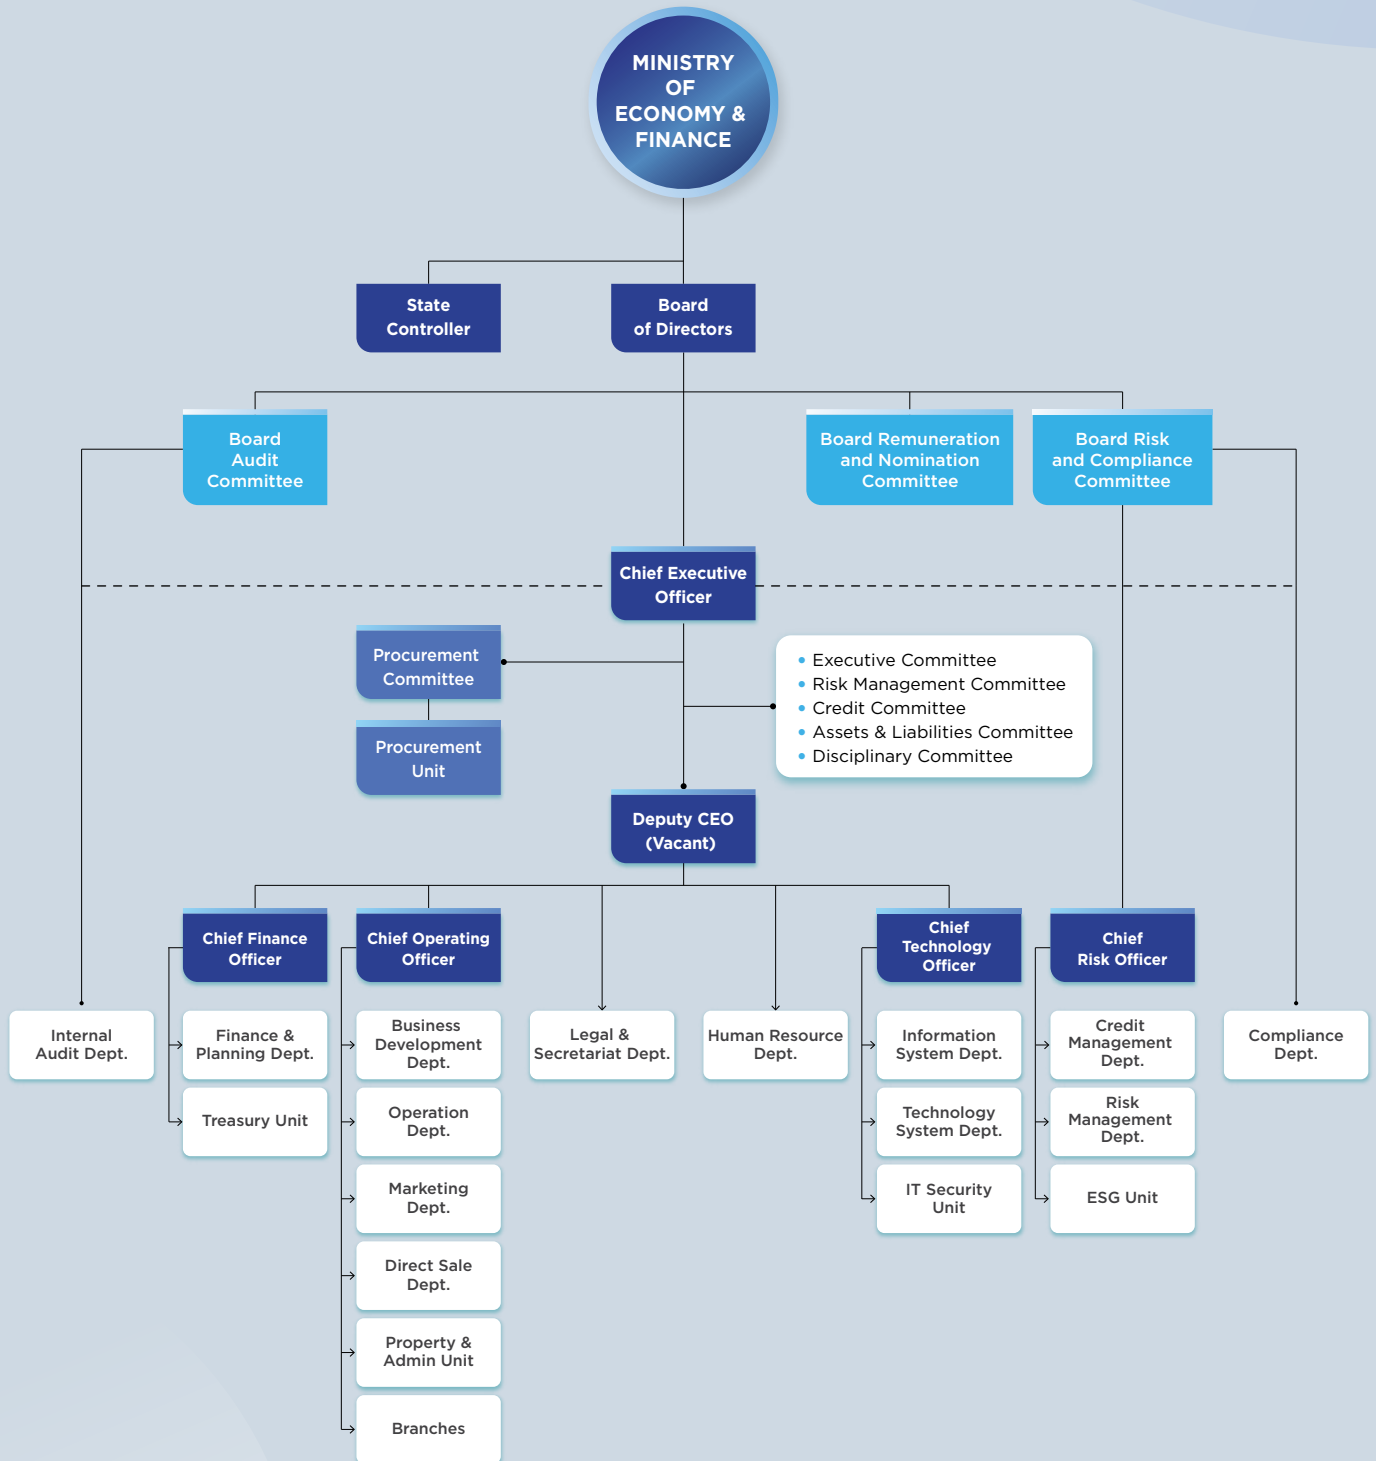 MINISTRY
OF
ECONOMY &
FINANCE
State
Controller
Board
of Directors
Board
Audit
Committee
Board Remuneration
and Nomination
Committee
Board Risk
and Compliance
Committee
Chief Executive
Officer
Procurement
Committee
Procurement
Unit
• Executive Committee
• Risk Management Committee
• Credit Committee
• Assets & Liabilities Committee
• Disciplinary Committee
Deputy CEO
(Vacant)
Chief Finance
Officer
Chief Operating
Officer
Chief
Technology
Officer
Chief
Risk Officer
Internal
Audit Dept.
Finance &
Planning Dept.
Business
Development
Dept.
Legal &
Secretariat Dept.
Human Resource
Dept.
Information
System Dept.
Credit
Management
Dept.
Compliance
Dept.
Treasury Unit
Operation
Dept.
Technology
System Dept.
Risk
Management
Dept.
Marketing
Dept.
IT Security
Unit
ESG Unit
Direct Sale
Dept.
Property &
Admin Unit
Branches